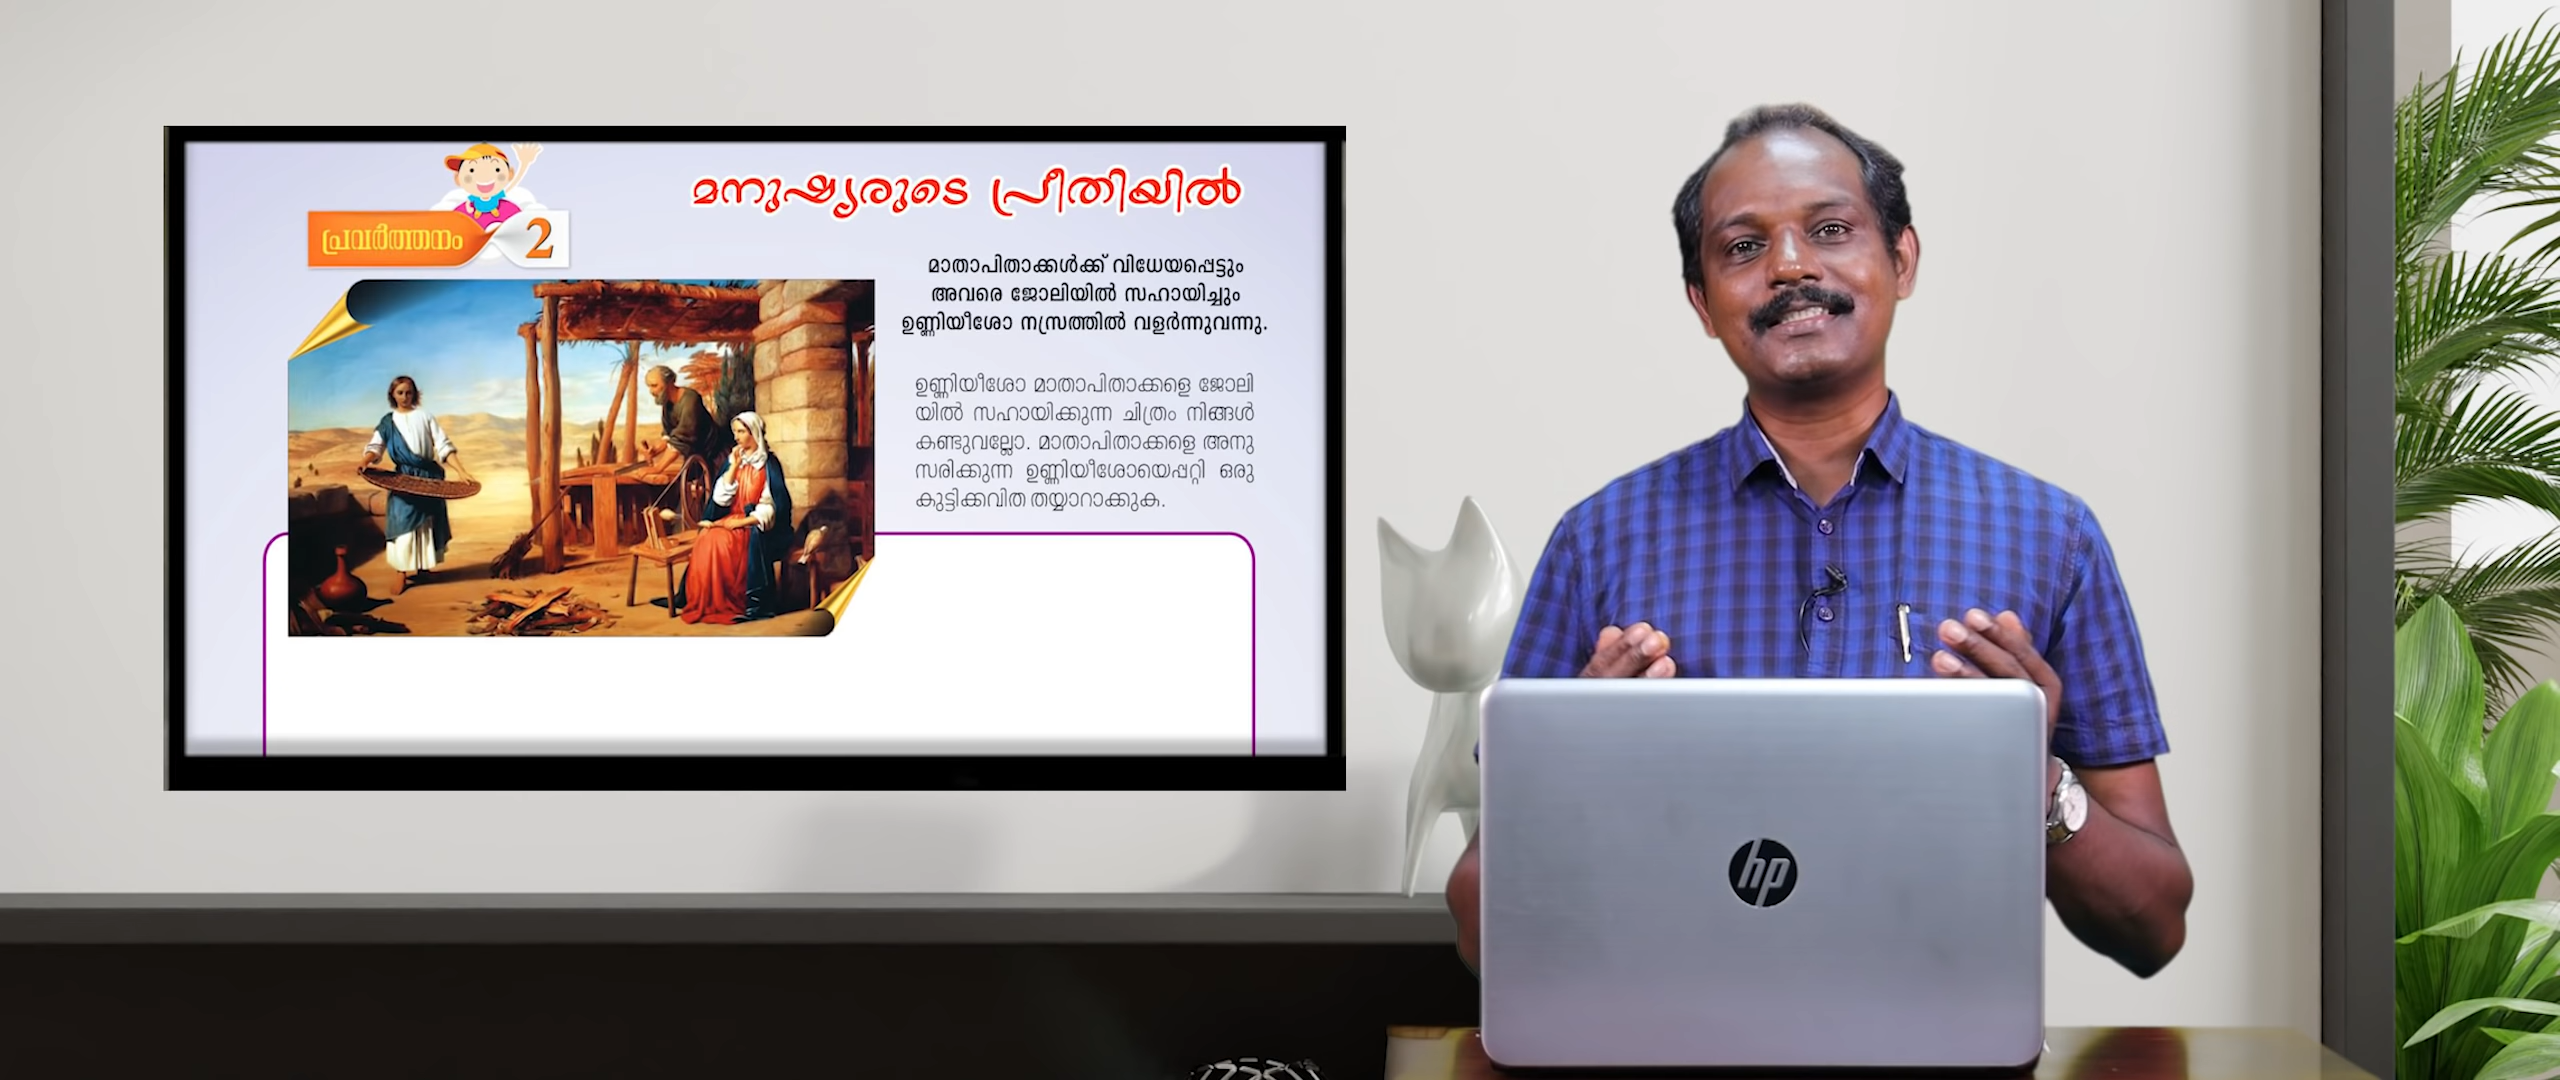 പ്രവർത്തനം 2
മനുഷ്യരുടെ പ്രീതിയിൽ
മാതാപിതാക്കൾക്ക് വിധേയപ്പെട്ടും
അവരെ ജോലിയിൽ സഹായിച്ചും
ഉണ്ണിയീശോ നസ്രത്തിൽ വളർന്നുവന്നു.
ഉണ്ണിയീശോ മാതാപിതാക്കളെ ജോലി
യിൽ സഹായിക്കുന്ന ചിത്രം നിങ്ങൾ
കണ്ടുവല്ലോ. മാതാപിതാക്കളെ അനു
സരിക്കുന്ന ഉണ്ണിയീശോയെപ്പറ്റി ഒരു
കുട്ടിക്കവിത തയ്യാറാക്കുക.
hp